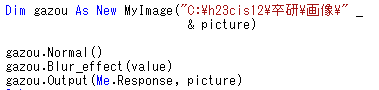 Dim gazou As New MyImage("C:\h23cis12\卒研\画像\" _
& picture)
gazou.Normal()
gazou.Blur_effect(value)
gazou.Output(Me.Response, picture)